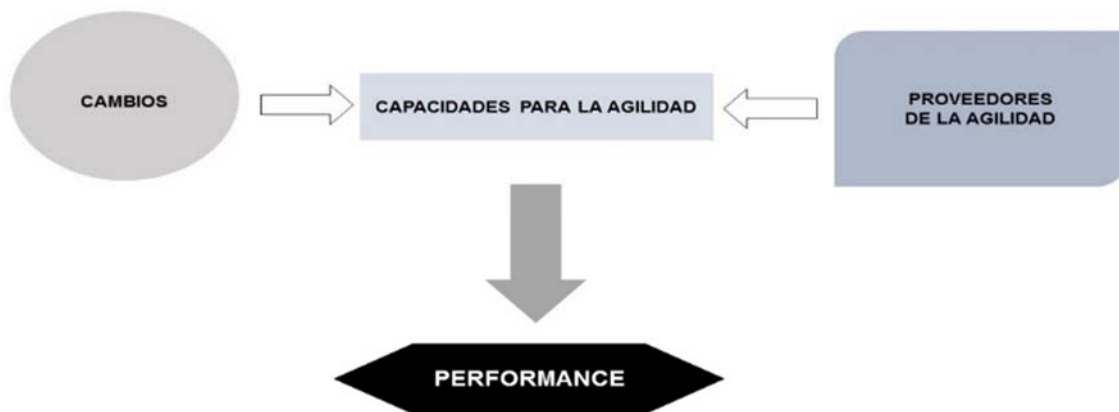 CAMBIOS
CAPACIDADES PARA LA AGILIDAD
PROVEEDORES
DE LA AGILIDAD
PERFORMANCE